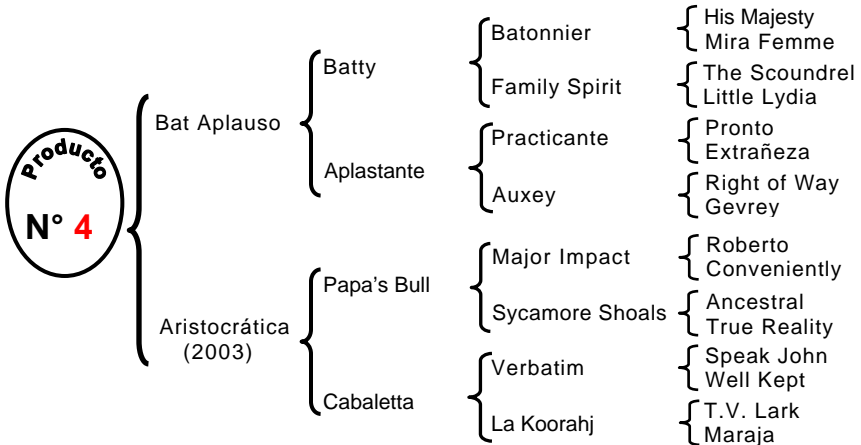 Producto
N° 4
Bat Aplauso
Aristocrática
(2003)
Batty
Aplastante
Papa's Bull
Cabaletta
Batonnier
Family Spirit
Practicante
Auxey
Major Impact
Sycamore Shoals
Verbatim
La Koorahj
His Majesty
Mira Femme
The Scoundrel
Little Lydia
Pronto
Extrañeza
Right of Way
Gevrey
Roberto
Conveniently
Ancestral
True Reality
Speak John
Well Kept
T.V. Lark
Maraja